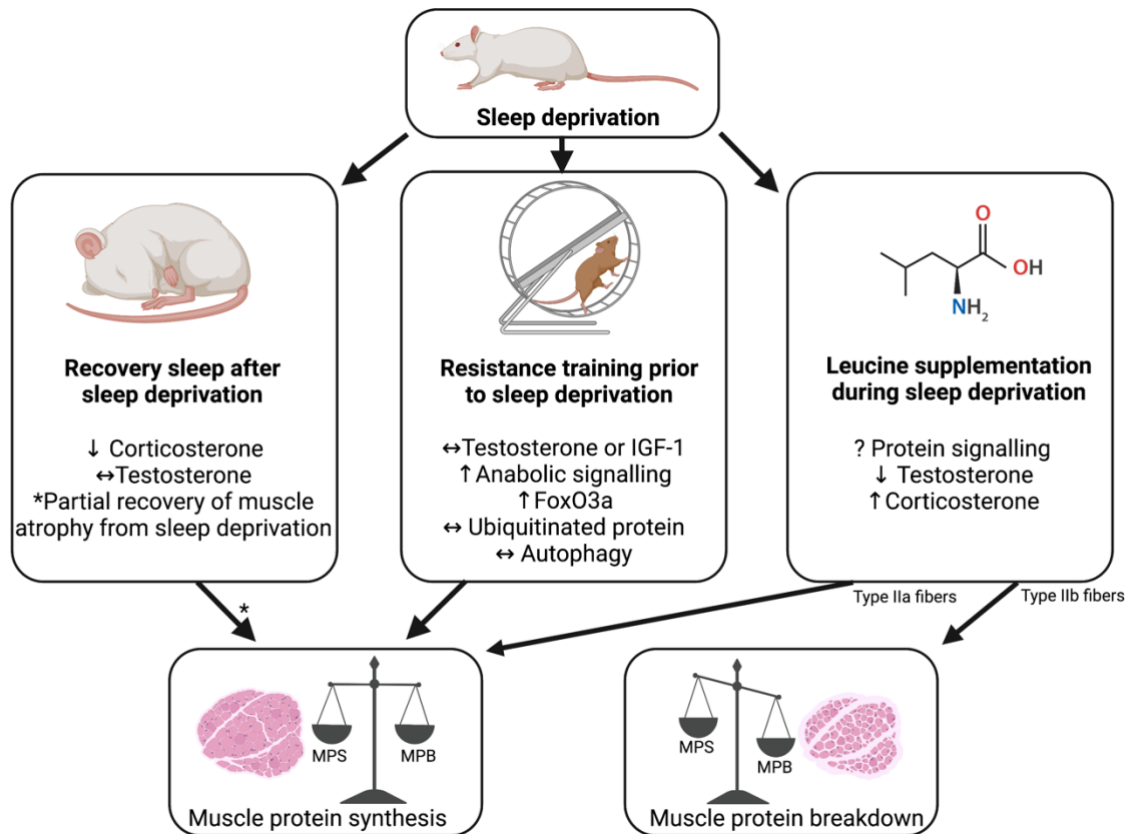 Sleep deprivation
Recovery sleep after
sleep deprivation
↓ Corticosterone
↔Testosterone
*Partial recovery of muscle
atrophy from sleep deprivation
Resistance training prior
to sleep deprivation
↔Testosterone or IGF-1
↑Anabolic signalling
↑FoxO3a
↔ Ubiquitinated protein
↔ Autophagy
O
OH
NH₂
Leucine supplementation
during sleep deprivation
? Protein signalling
↓ Testosterone
↑Corticosterone
*
Type IIa fibers
Type IIb fibers
MPS
MPB
Muscle protein synthesis
MPS
MPB
Muscle protein breakdown